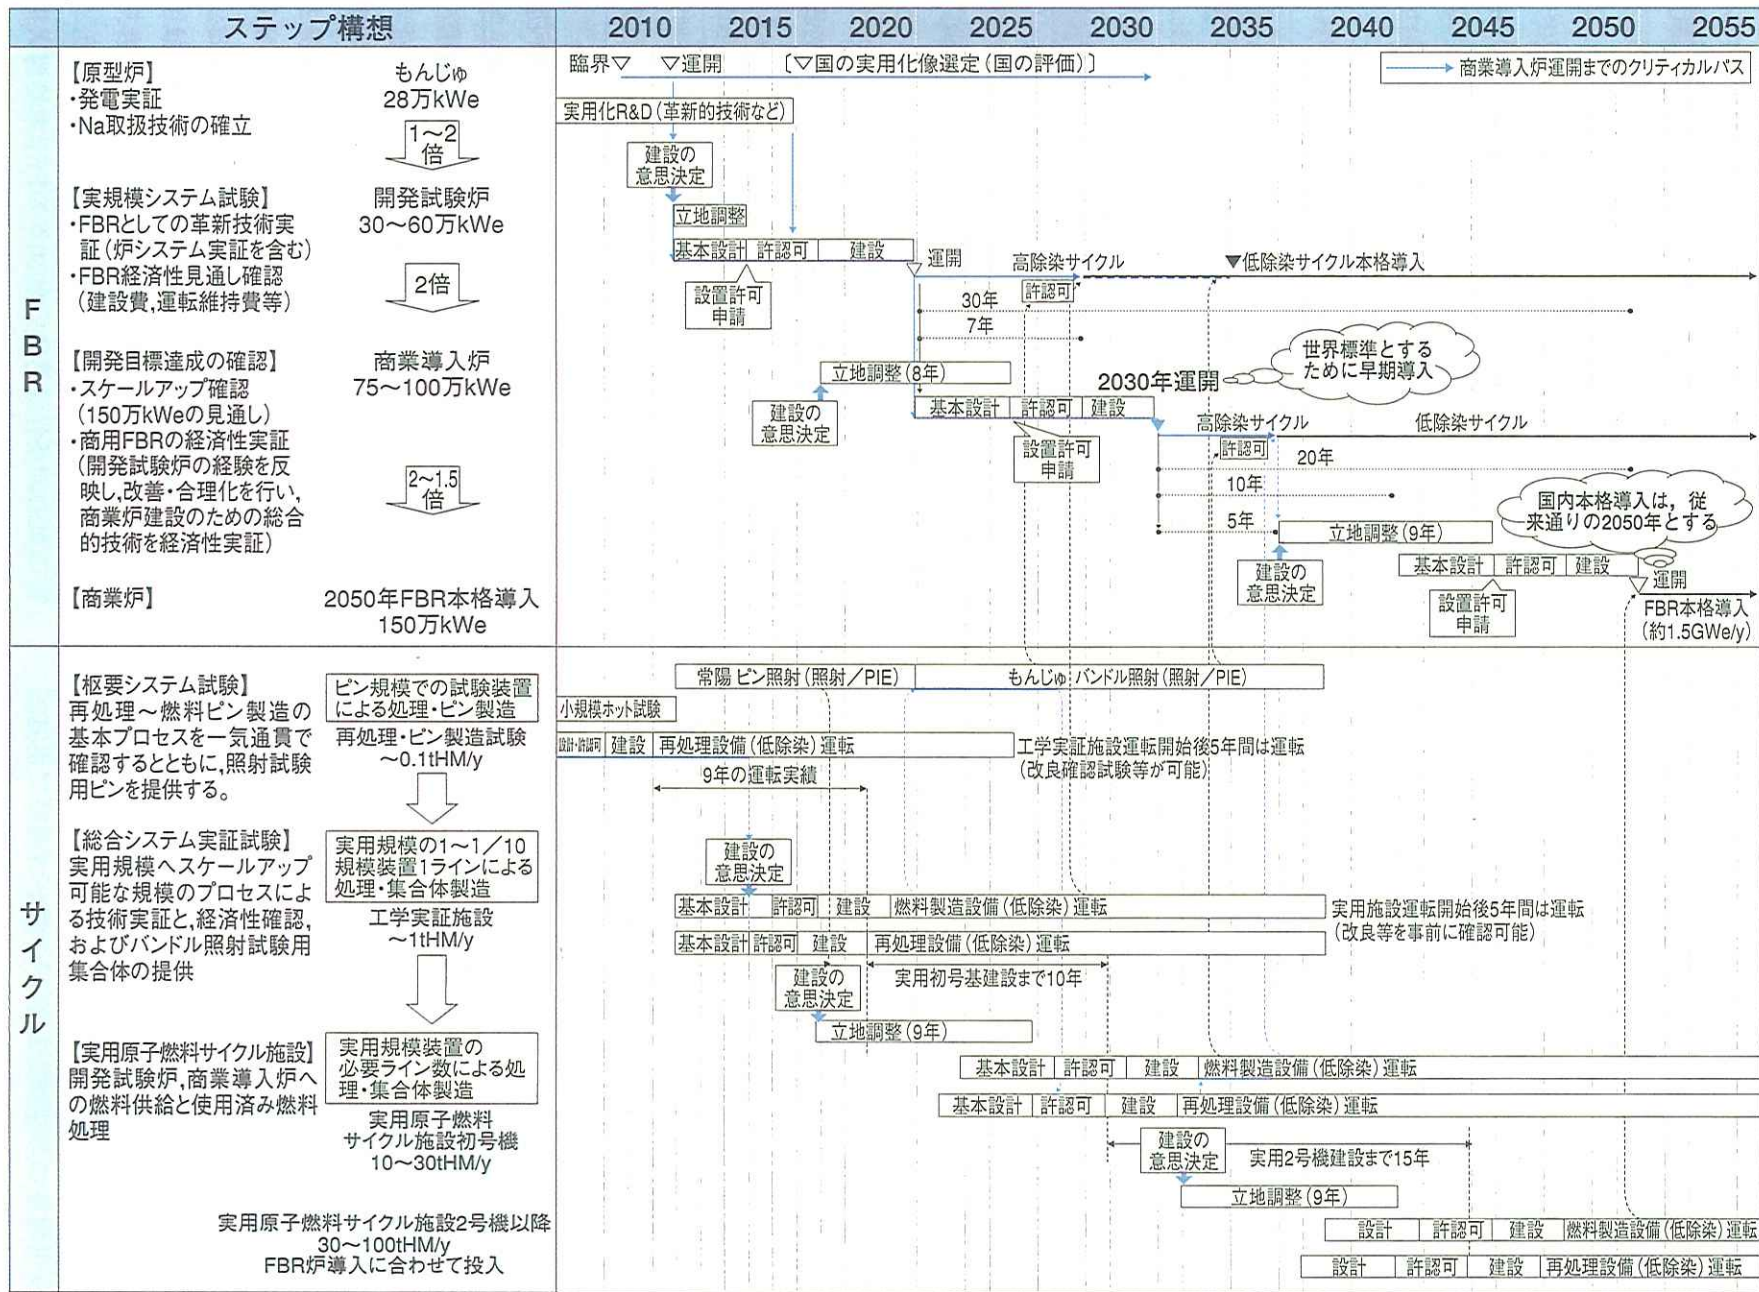 ステップ構想 2010 2015 2020 2025 2030 2035 2040 2045 2050 2055
FBR
【原型炉】 もんじゅ
・発電実証 28万kWe
・Na取扱技術の確立
1〜2
倍
【実規模システム試験】 開発試験炉
・FBRとしての革新技術実 30〜60万kWe
証(炉システム実証を含む)
・FBR経済性見通し確認
(建設費,運転維持費等)
2倍
【開発目標達成の確認】 商業導入炉
・スケールアップ確認 75〜100万kWe
(150万kWeの見通し)
・商用FBRの経済性実証
(開発試験炉の経験を反
映し,改善・合理化を行い,
商業炉建設のための総合
的技術を経済性実証)
2〜1.5
倍
【商業炉】 2050年FBR本格導入
150万kWe
臨界▽ ▽運開 〔▽国の実用化像選定(国の評価)〕
商業導入炉運開までのクリティカルパス
実用化R&D(革新的技術など)
建設の
意思決定
立地調整
基本設計 許認可 建設
設置許可
申請
▽運開 高除染サイクル ▼低除染サイクル本格導入
許認可
30年
7年
世界標準とする
ために早期導入
立地調整(8年)
2030年運開
建設の
意思決定
基本設計 許認可 建設
設置許可
申請
高除染サイクル 低除染サイクル
許認可
20年
10年
5年
国内本格導入は,従
来通りの2050年とする
立地調整(9年)
建設の
意思決定
基本設計 許認可 建設
設置許可
申請
▽運開
FBR本格導入
(約1.5GWe/y)
サイクル
【枢要システム試験】
再処理〜燃料ピン製造の
基本プロセスを一気通貫で
確認するとともに,照射試験
用ピンを提供する。
ピン規模での試験装置
による処理・ピン製造
再処理・ピン製造試験
〜0.1tHM/y
【総合システム実証試験】
実用規模へスケールアップ
可能な規模のプロセスによ
る技術実証と,経済性確認,
およびバンドル照射試験用
集合体の提供
実用規模の1〜1/10
規模装置1ラインによる
処理・集合体製造
工学実証施設
〜1tHM/y
【実用原子燃料サイクル施設】
開発試験炉,商業導入炉へ
の燃料供給と使用済み燃料
処理
実用規模装置の
必要ライン数による処
理・集合体製造
実用原子燃料
サイクル施設初号機
10〜30tHM/y
実用原子燃料サイクル施設2号機以降
30〜100tHM/y
FBR炉導入に合わせて投入
常陽 ピン照射(照射/PIE) もんじゅ バンドル照射(照射/PIE)
小規模ホット試験
設計・許認可 建設 再処理設備(低除染)運転
工学実証施設運転開始後5年間は運転
(改良確認試験等が可能)
9年の運転実績
建設の
意思決定
基本設計 許認可 建設 燃料製造設備(低除染)運転
実用施設運転開始後5年間は運転
(改良等を事前に確認可能)
基本設計 許認可 建設 再処理設備(低除染)運転
建設の
意思決定
実用初号基建設まで10年
立地調整(9年)
基本設計 許認可 建設 燃料製造設備(低除染)運転
基本設計 許認可 建設 再処理設備(低除染)運転
建設の
意思決定
実用2号機建設まで15年
立地調整(9年)
設計 許認可 建設 燃料製造設備(低除染)運転
設計 許認可 建設 再処理設備(低除染)運転